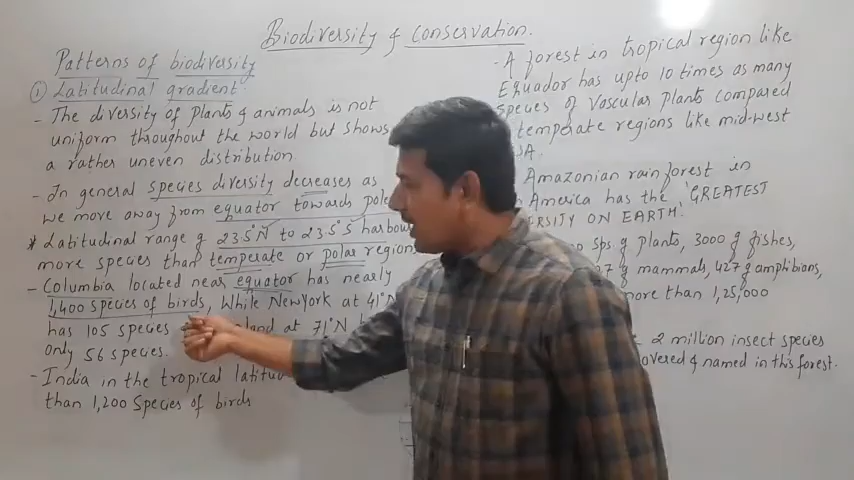 Biodiversity & conservation.
Patterns of biodiversity
① Latitudinal gradient:
- The diversity of plants & animals is not
uniform throughout the world but shows
a rather uneven distribution
- In general species diversity decreases as
we move away from equator towards pole
* Latitudinal range of 23.5°N to 23.5°S harbour
more species than temperate or polar regions
- Columbia located near equator has nearly
1,400 species of birds, while NewYork at 41°N
has 105 species at 71°N
only 56 species.
- India in the tropical
than 1,200 Species of birds
- A forest in tropical region like
Equador has upto 10 times as many
species of vascular plants compared
temperate regions like mid-west
Amazonian rain forest in
America has the 'GREATEST
ON EARTH.'
sps. of plants, 3000 of fishes,
of mammals, 427 of amphibians,
more than 1,25,000
2 million insect species
& named in this forest.